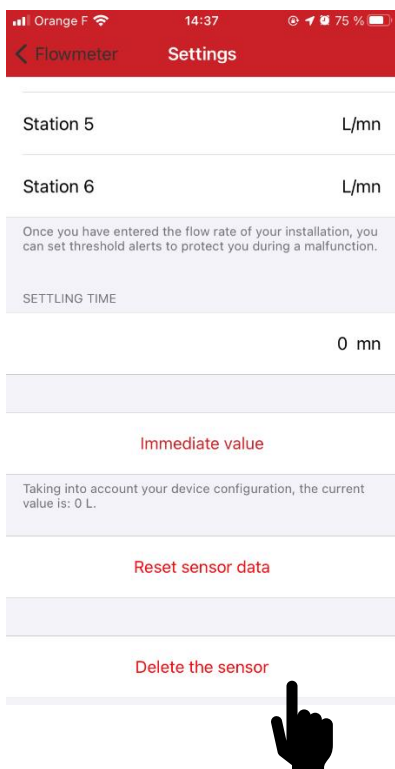 Orange F 14:37 75 %
Flowmeter Settings
Station 5 L/mn
Station 6 L/mn
Once you have entered the flow rate of your installation, you
can set threshold alerts to protect you during a malfunction.
SETTLING TIME
0 mn
Immediate value
Taking into account your device configuration, the current
value is: 0 L.
Reset sensor data
Delete the sensor